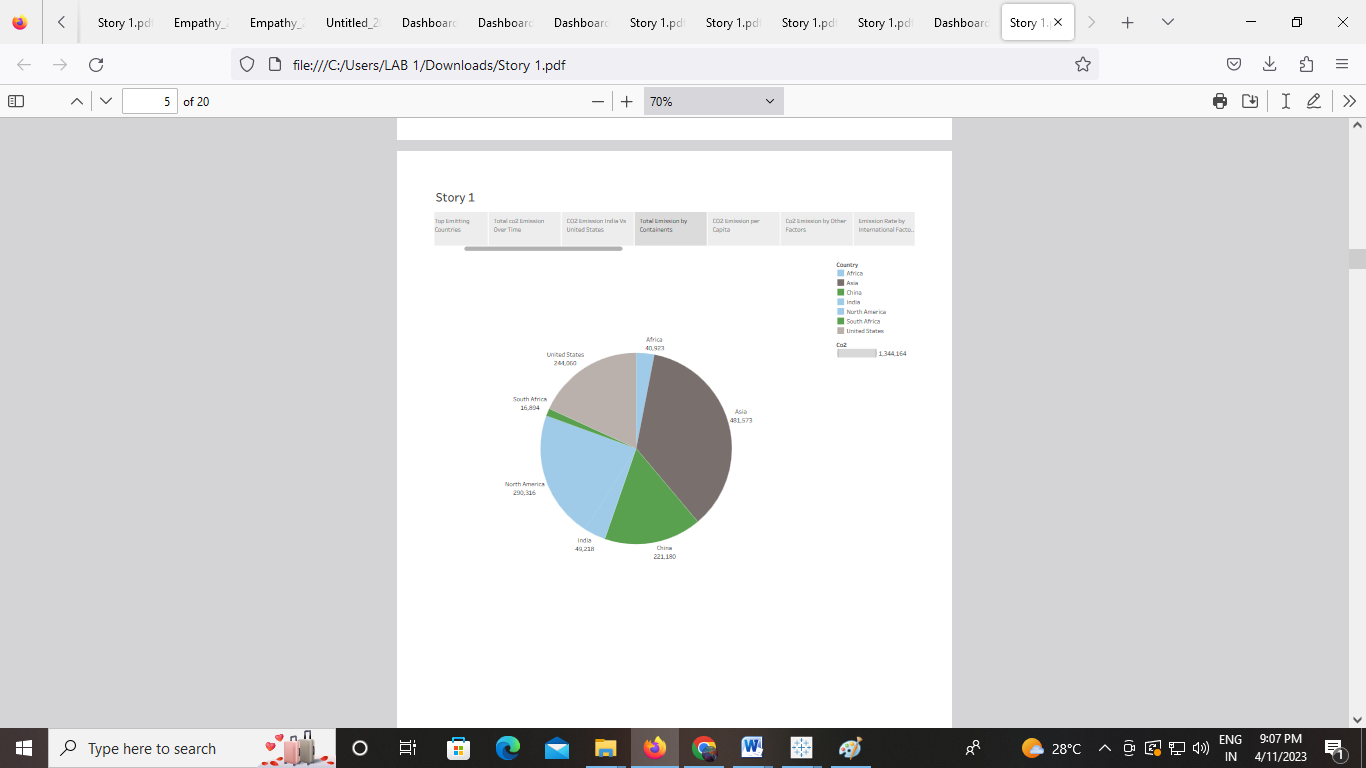 Story 1.pdf
Empathy_
Empathy_
Untitled_2
Dashboard
Dashboard
Dashboard
Story 1.pdf
Story 1.pdf
Story 1.pdf
Story 1.pdf
Dashboard
Story 1.
file:///C:/Users/LAB 1/Downloads/Story 1.pdf
5 of 20
70%
Story 1
Top Emitting
Countries
Total co2 Emission
Over Time
CO2 Emission India Vs
United States
Total Emission by
Containents
CO2 Emission per
Capita
Co2 Emission by Other
Factors
Emission Rate by
International Facto..
Country
Africa
Asia
China
India
North America
South Africa
United States
Co2
1,344,164
Africa
40,923
United States
244,060
South Africa
16,894
Asia
481,573
North America
290,316
India
49,218
China
221,180
Type here to search
28°C
ENG
IN
9:07 PM
4/11/2023
1